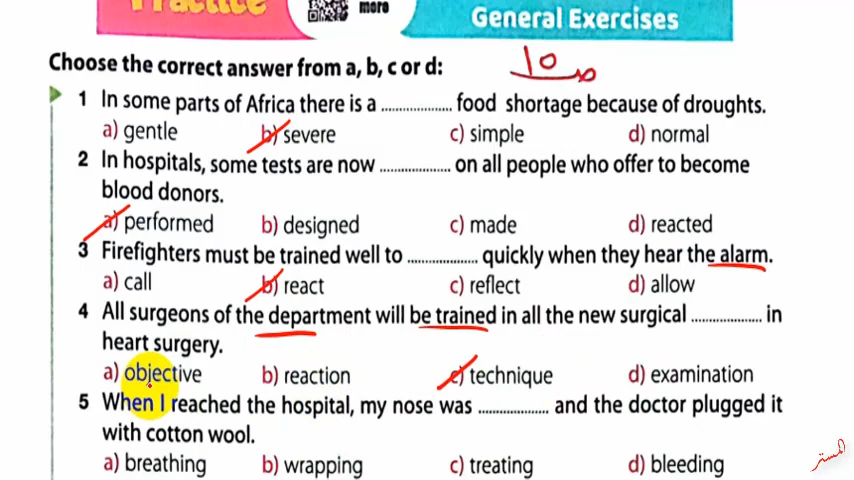 Practice
more
General Exercises
Choose the correct answer from a, b, c or d:
10
1 In some parts of Africa there is a .................... food shortage because of droughts.
a) gentle b) severe c) simple d) normal
2 In hospitals, some tests are now .................... on all people who offer to become
blood donors.
a) performed b) designed c) made d) reacted
3 Firefighters must be trained well to .................... quickly when they hear the alarm.
a) call b) react c) reflect d) allow
4 All surgeons of the department will be trained in all the new surgical .................... in
heart surgery.
a) objective b) reaction c) technique d) examination
5 When I reached the hospital, my nose was .................... and the doctor plugged it
with cotton wool.
a) breathing b) wrapping c) treating d) bleeding
المستر